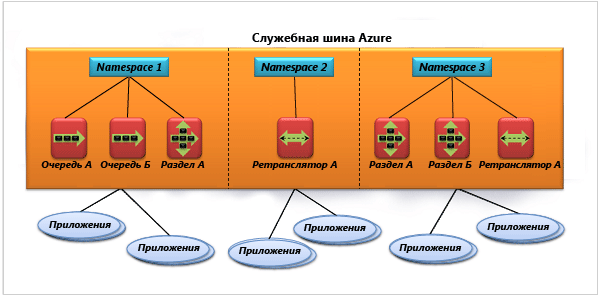 Служебная шина Azure
Namespace 1 Namespace 2 Namespace 3
Очередь А Очередь Б Раздел А Ретранслятор А Раздел А Раздел Б Ретранслятор А
Приложения Приложения Приложения Приложения Приложения Приложения